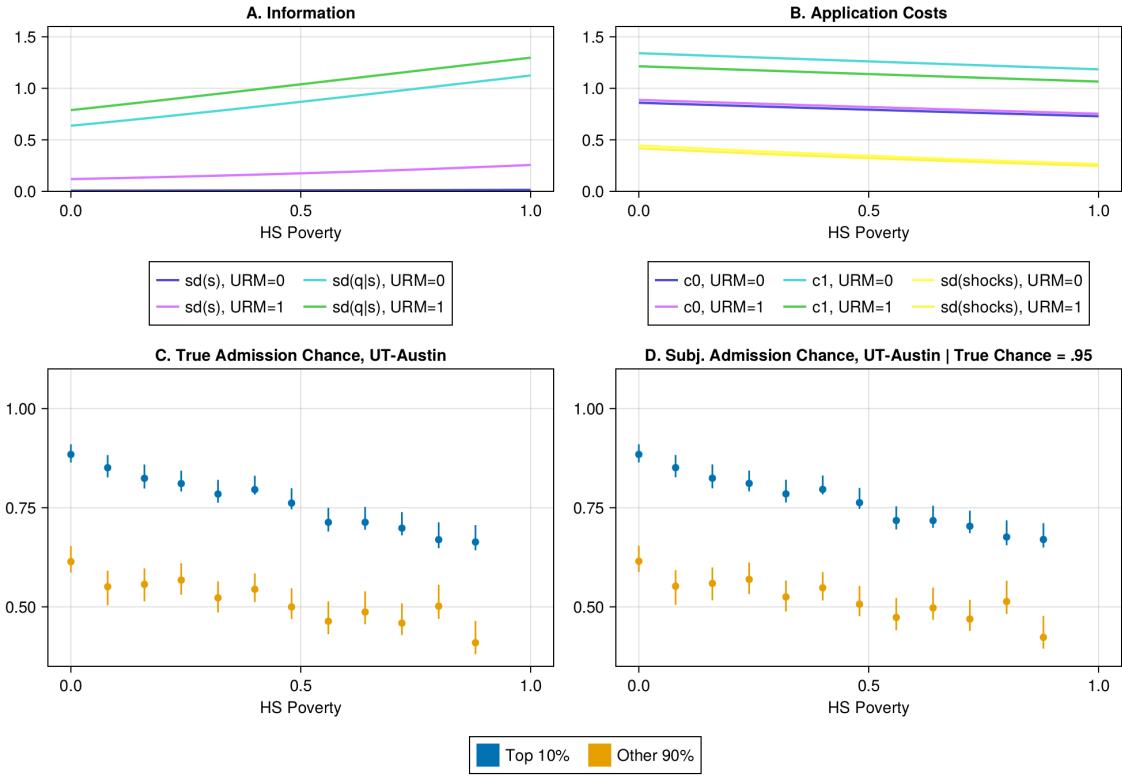 A. Information
B. Application Costs
1.5
1.0
0.5
0.0
0.0
0.5
1.0
HS Poverty
1.5
1.0
0.5
0.0
0.0
0.5
1.0
HS Poverty
sd(s), URM=0
sd(q|s), URM=0
sd(s), URM=1
sd(q|s), URM=1
c0, URM=0
c1, URM=0
sd(shocks), URM=0
c0, URM=1
c1, URM=1
sd(shocks), URM=1
C. True Admission Chance, UT-Austin
D. Subj. Admission Chance, UT-Austin | True Chance = .95
1.00
0.75
0.50
0.0
0.5
1.0
HS Poverty
1.00
0.75
0.50
0.0
0.5
1.0
HS Poverty
Top 10%
Other 90%